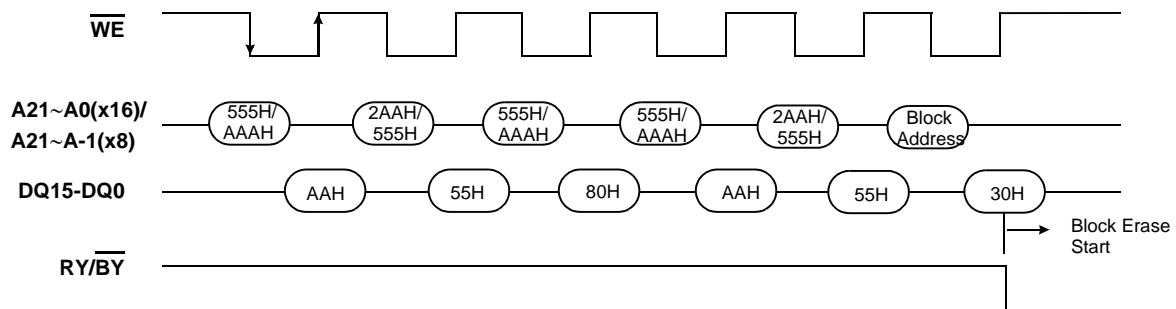 WE
A21~A0(x16)/
A21~A-1(x8)
555H/
AAAH
2AAH/
555H
555H/
AAAH
555H/
AAAH
2AAH/
555H
Block
Address
DQ15-DQ0
AAH
55H
80H
AAH
55H
30H
Block Erase
Start
RY/BY